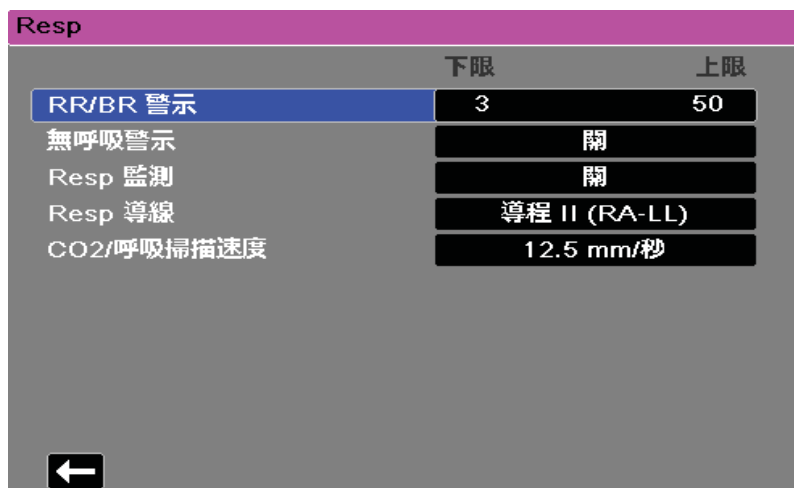 Resp
下限 上限
RR/BR 警示 3 50
無呼吸警示 關
Resp 監測 關
Resp 導線 導程 II (RA-LL)
CO2/呼吸掃描速度 12.5 mm/秒